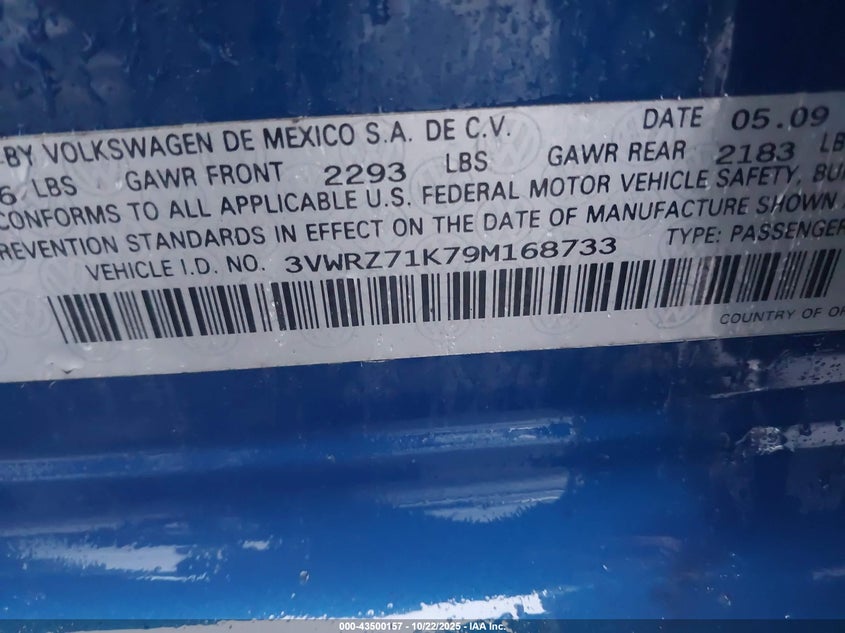 -BY VOLKSWAGEN DE MEXICO S.A. DE C.V. DATE 05.09
6 LBS GAWR FRONT 2293 LBS GAWR REAR 2183 LB
CONFORMS TO ALL APPLICABLE U.S. FEDERAL MOTOR VEHICLE SAFETY, BU
REVENTION STANDARDS IN EFFECT ON THE DATE OF MANUFACTURE SHOWN
VEHICLE I.D. NO. 3VWRZ71K79M168733 TYPE: PASSENGER
COUNTRY OF OR
000-43500157 - 10/22/2025 - IAA Inc.